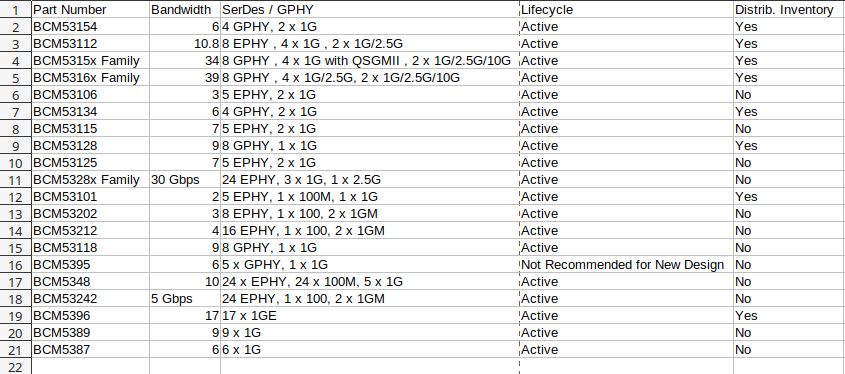 1 Part Number Bandwidth SerDes / GPHY Lifecycle Distrib. Inventory
2 BCM53154 6 4 GPHY, 2 x 1G Active Yes
3 BCM53112 10.8 8 EPHY , 4 x 1G , 2 x 1G/2.5G Active Yes
4 BCM5315x Family 34 8 GPHY , 4 x 1G with QSGMII , 2 x 1G/2.5G/10G Active Yes
5 BCM5316x Family 39 8 GPHY , 4 x 1G/2.5G, 2 x 1G/2.5G/10G Active Yes
6 BCM53106 3 5 EPHY, 2 x 1G Active No
7 BCM53134 6 4 GPHY, 2 x 1G Active Yes
8 BCM53115 7 5 EPHY, 2 x 1G Active No
9 BCM53128 9 8 GPHY, 1 x 1G Active Yes
10 BCM53125 7 5 EPHY, 2 x 1G Active No
11 BCM5328x Family 30 Gbps 24 EPHY, 3 x 1G, 1 x 2.5G Active No
12 BCM53101 2 5 EPHY, 1 x 100M, 1 x 1G Active Yes
13 BCM53202 3 8 EPHY, 1 x 100, 2 x 1GM Active No
14 BCM53212 4 16 EPHY, 1 x 100, 2 x 1GM Active No
15 BCM53118 9 8 GPHY, 1 x 1G Active No
16 BCM5395 6 5 x GPHY, 1 x 1G Not Recommended for New Design No
17 BCM5348 10 24 x EPHY, 24 x 100M, 5 x 1G Active No
18 BCM53242 5 Gbps 24 EPHY, 1 x 100, 2 x 1GM Active No
19 BCM5396 17 17 x 1GE Active Yes
20 BCM5389 9 9 x 1G Active No
21 BCM5387 6 6 x 1G Active No
22